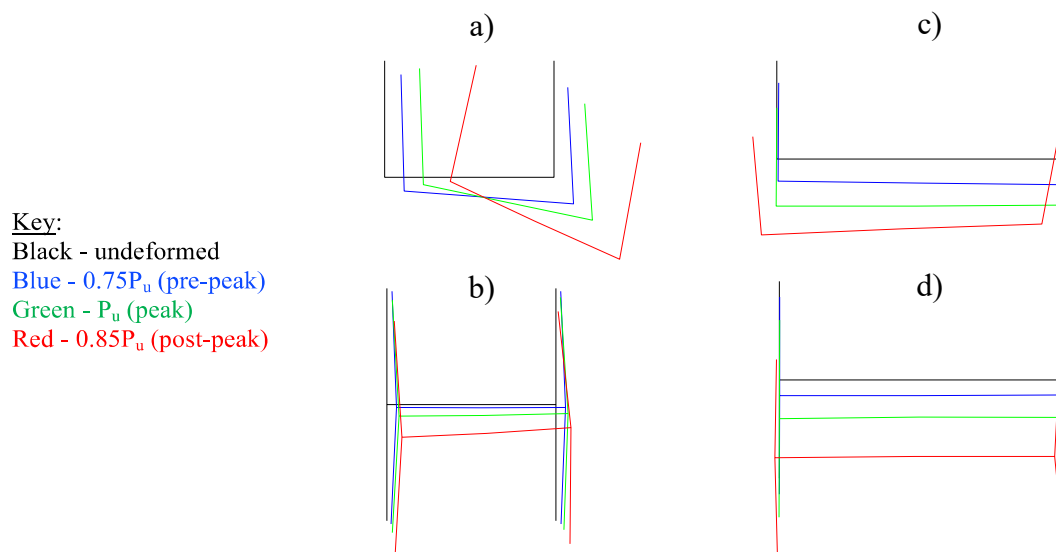 a)
c)
Key:
Black - undeformed
Blue - 0.75Pu (pre-peak)
Green - Pu (peak)
Red - 0.85Pu (post-peak)
b)
d)